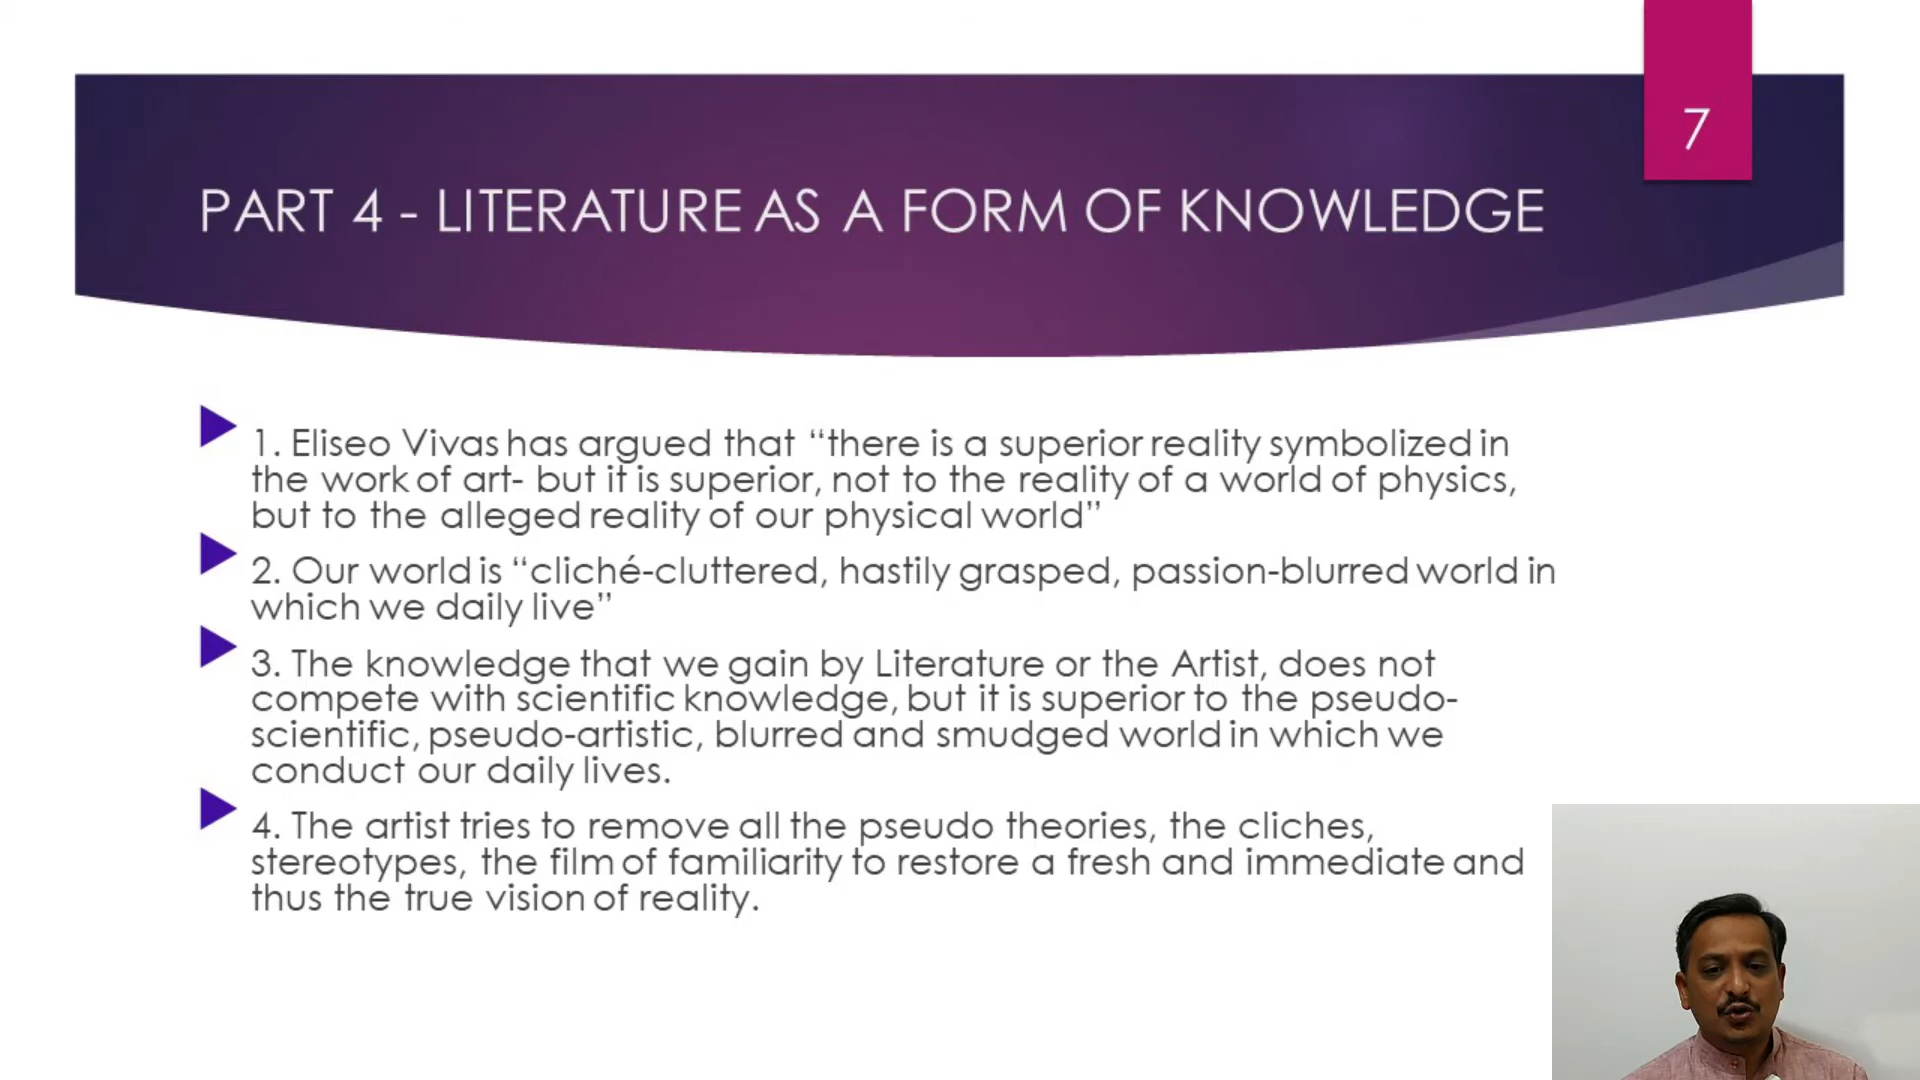 7
PART 4 - LITERATURE AS A FORM OF KNOWLEDGE
1. Eliseo Vivas has argued that “there is a superior reality symbolized in
the work of art- but it is superior, not to the reality of a world of physics,
but to the alleged reality of our physical world”
2. Our world is “cliché-cluttered, hastily grasped, passion-blurred world in
which we daily live”
3. The knowledge that we gain by Literature or the Artist, does not
compete with scientific knowledge, but it is superior to the pseudo-
scientific, pseudo-artistic, blurred and smudged world in which we
conduct our daily lives.
4. The artist tries to remove all the pseudo theories, the cliches,
stereotypes, the film of familiarity to restore a fresh and immediate and
thus the true vision of reality.